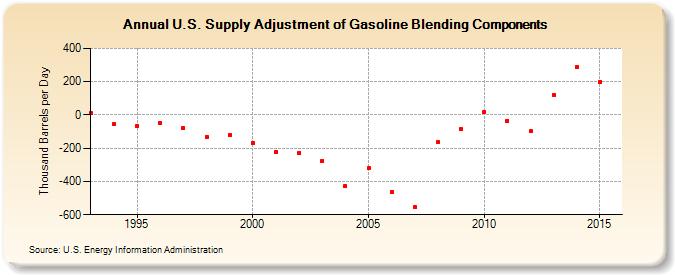 Annual U.S. Supply Adjustment of Gasoline Blending Components
Thousand Barrels per Day
400
200
0
-200
-400
-600
1995 2000 2005 2010 2015
Source: U.S. Energy Information Administration